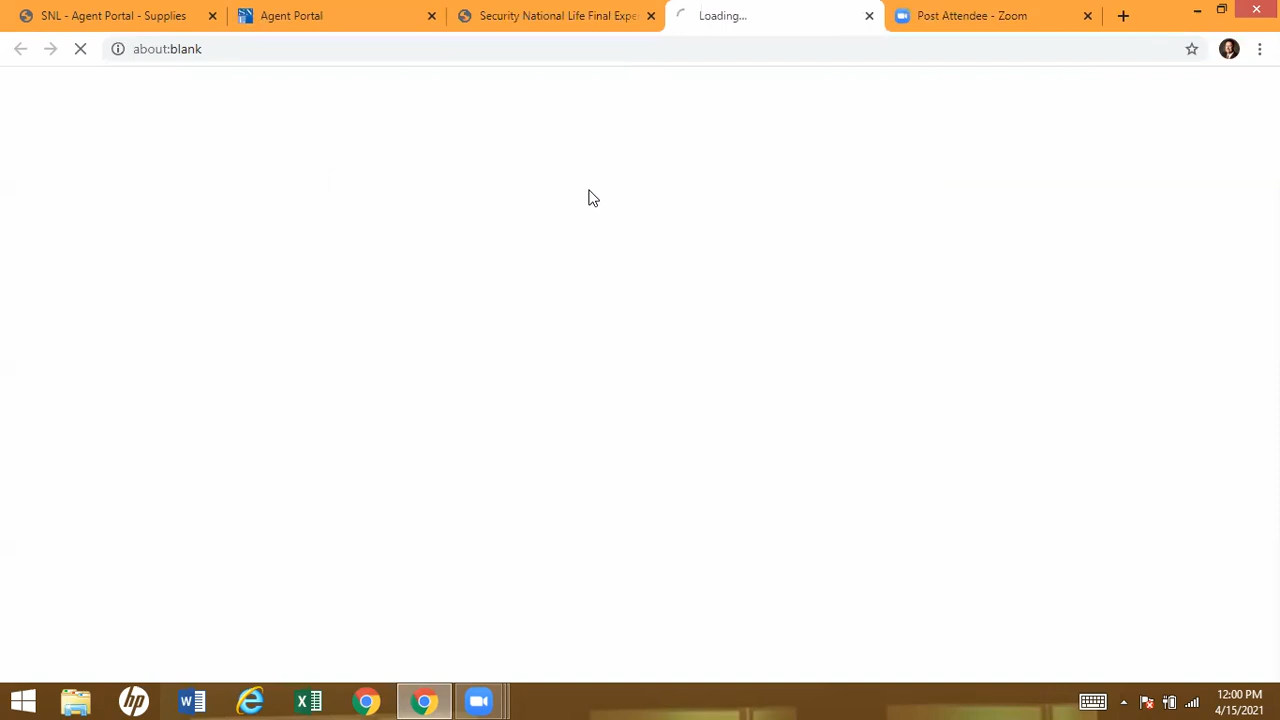 SNL - Agent Portal - Supplies
Agent Portal
Security National Life Final Expe
Loading...
Post Attendee - Zoom
about:blank
hp
12:00 PM
4/15/2021